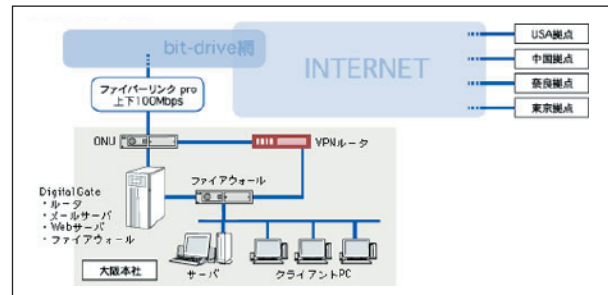 bit-drive網
INTERNET
USA拠点
中国拠点
奈良拠点
東京拠点
ファイバーリンク pro
上下100Mbps
ONU
VPNルータ
ファイアウォール
DigitalGate
・ルータ
・メールサーバ
・Webサーバ
・ファイアウォール
大阪本社
サーバ
クライアントPC